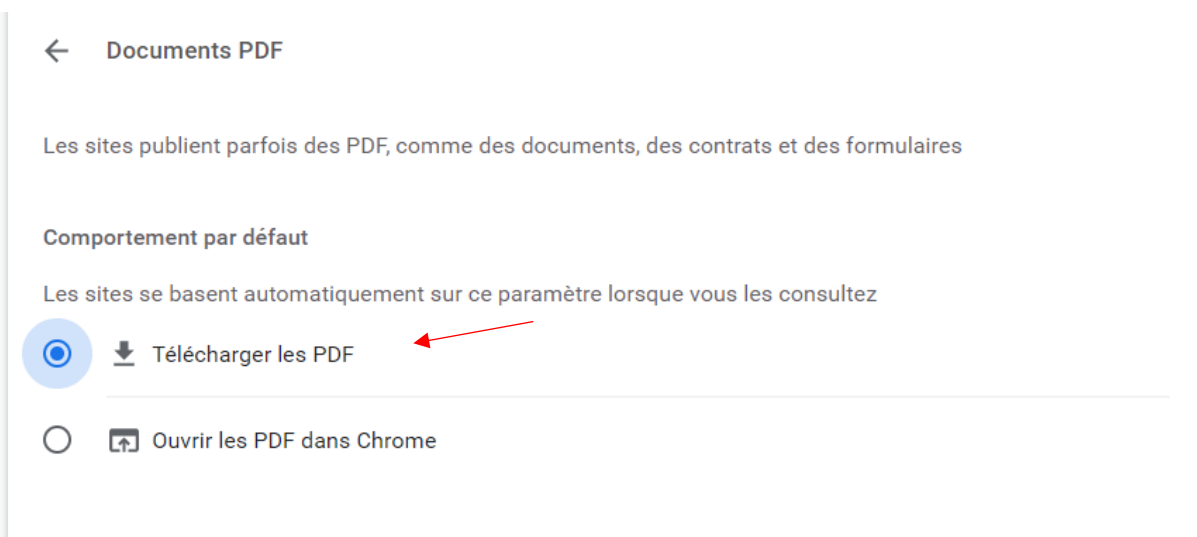 Documents PDF
Les sites publient parfois des PDF, comme des documents, des contrats et des formulaires
Comportement par défaut
Les sites se basent automatiquement sur ce paramètre lorsque vous les consultez
Télécharger les PDF
Ouvrir les PDF dans Chrome